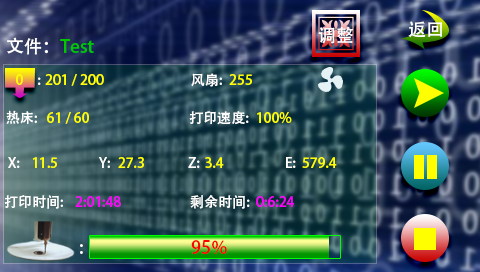 调整
返回
文件：Test
0 : 201 / 200 风扇: 255
热床: 61 / 60 打印速度: 100%
X: 11.5 Y: 27.3 Z: 3.4 E: 579.4
打印时间: 2:01:48 剩余时间: 0:6:24
: 95%